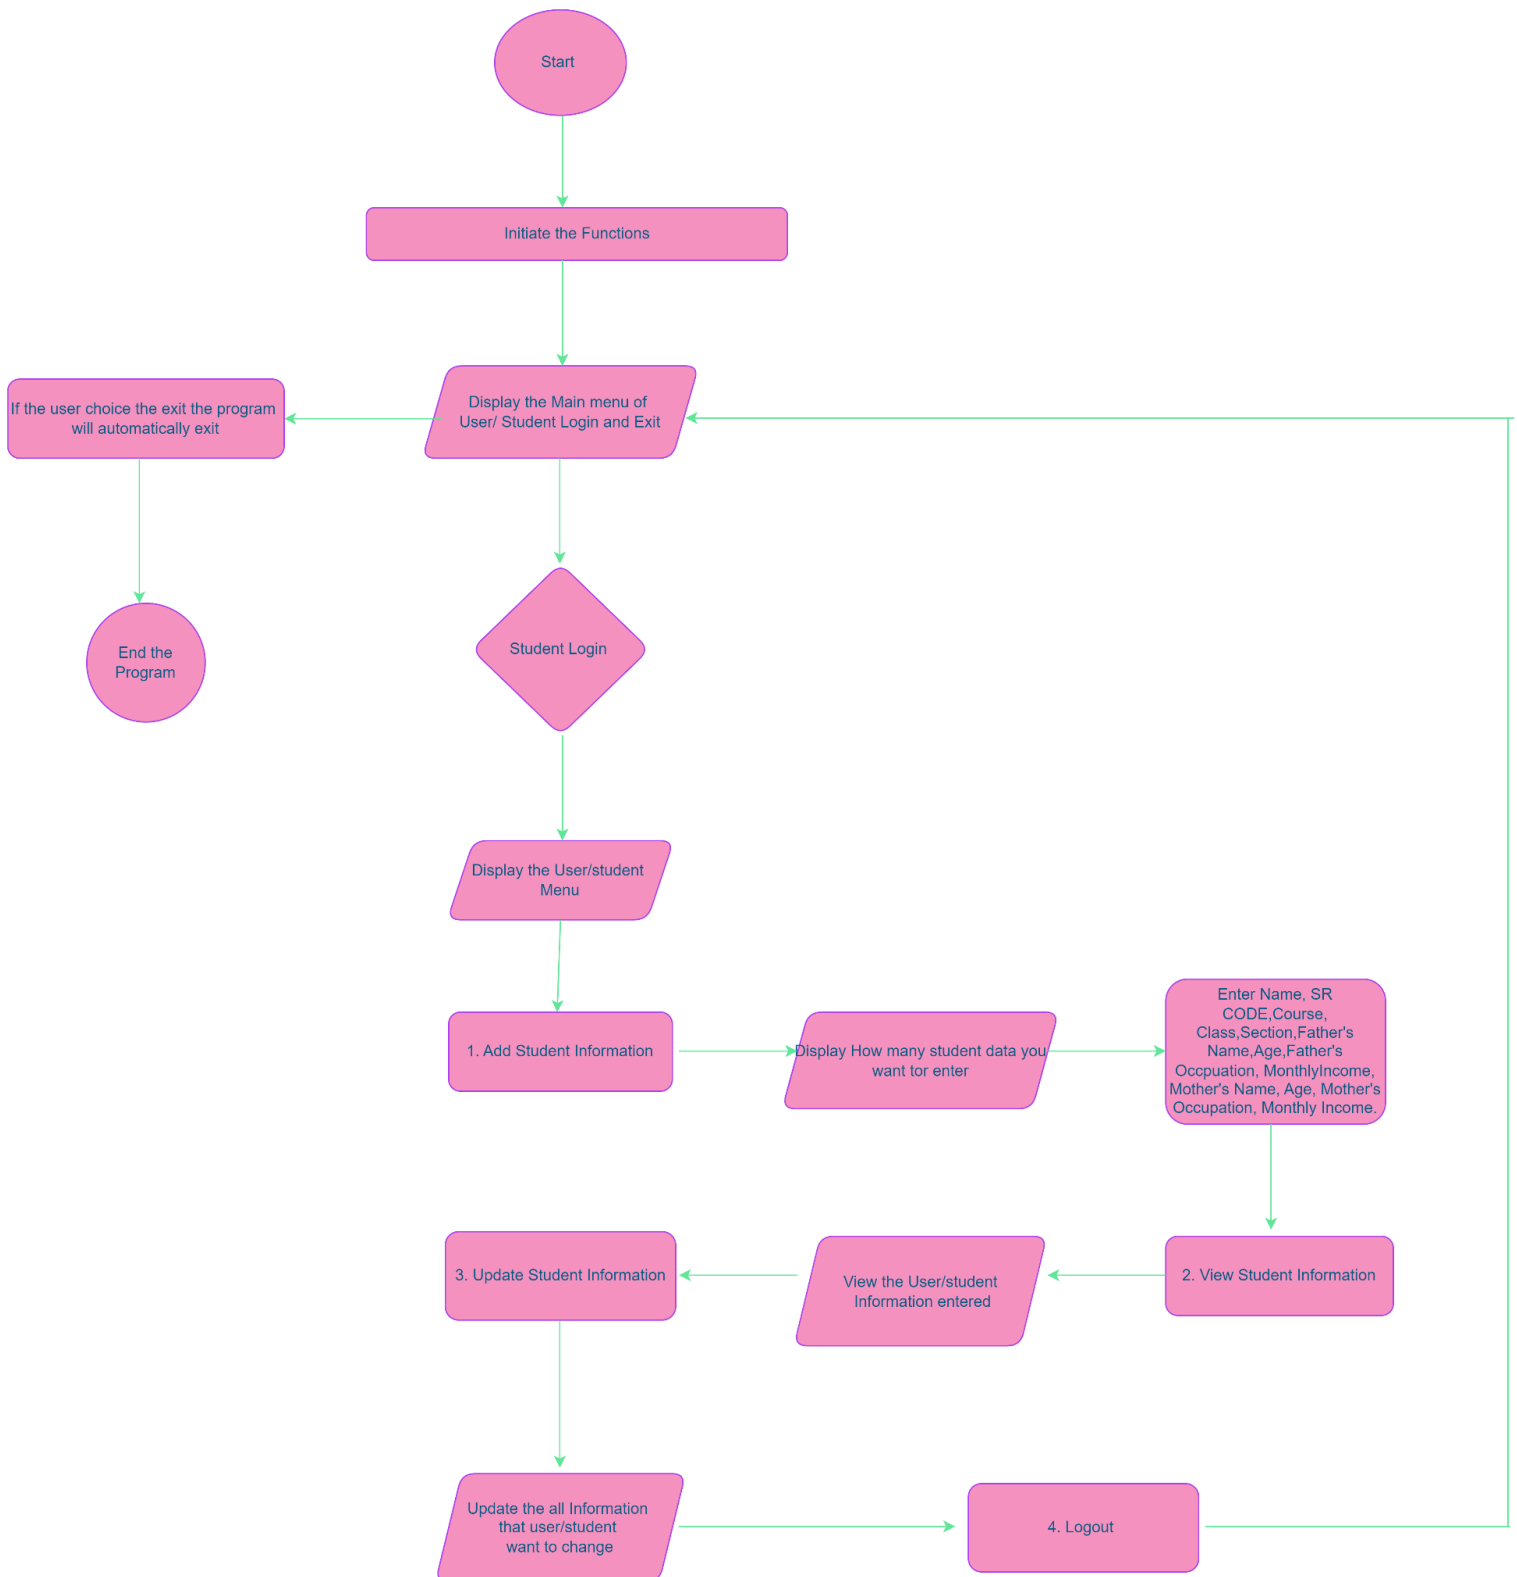 Start
Initiate the Functions
Display the Main menu of
User/ Student Login and Exit
If the user choice the exit the program
will automatically exit
End the
Program
Student Login
Display the User/student
Menu
1. Add Student Information
Display How many student data you
want tor enter
Enter Name, SR
CODE,Course,
Class,Section,Father's
Name,Age,Father's
Occpuation, MonthlyIncome,
Mother's Name, Age, Mother's
Occupation, Monthly Income.
2. View Student Information
View the User/student
Information entered
3. Update Student Information
Update the all Information
that user/student
want to change
4. Logout